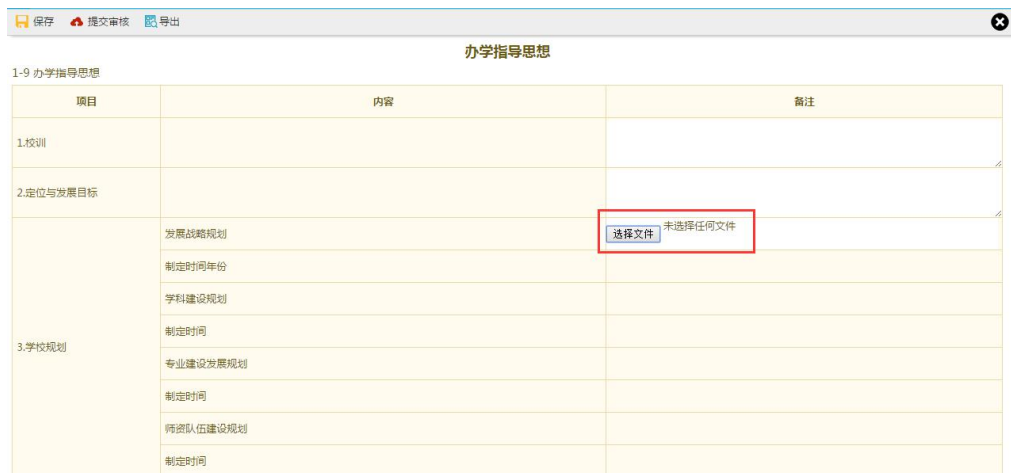 保存 提交审核 导出
办学指导思想
1-9 办学指导思想
项目 内容 备注
1.校训
2.定位与发展目标
发展战略规划 选择文件 未选择任何文件
制定时间年份
学科建设规划
制定时间
3.学校规划
专业建设发展规划
制定时间
师资队伍建设规划
制定时间